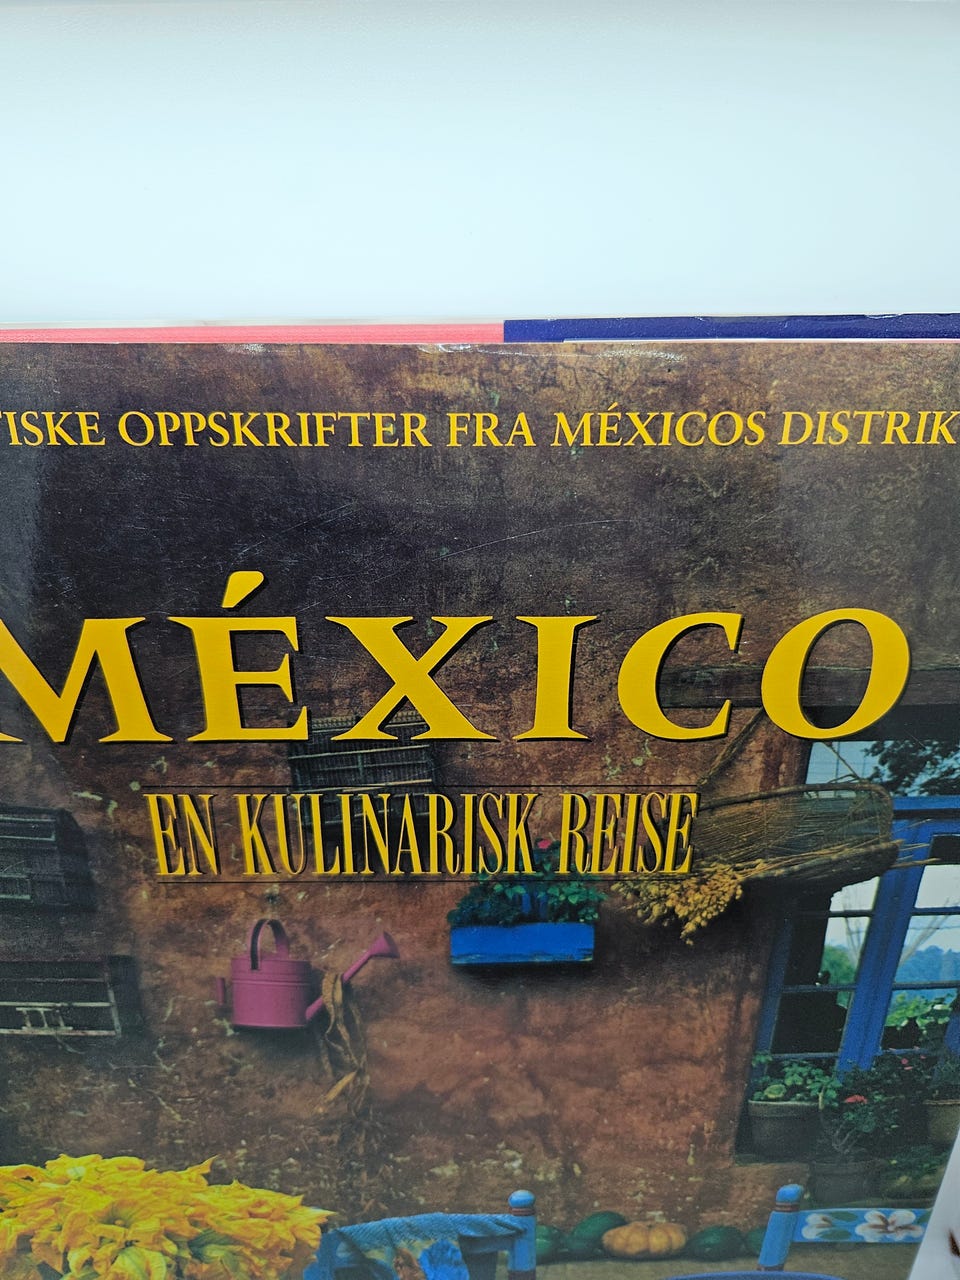 TISKE OPPSKRIFTER FRA MÉXICOS DISTRIK
MÉXICO
EN KULINARISK REISE